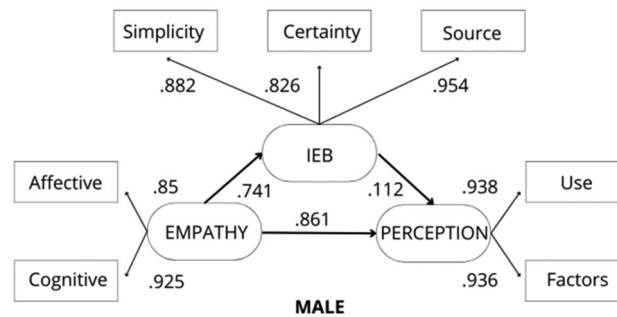 Simplicity Certainty Source
.882 .826 .954
IEB
Affective .85 .741 .112 .938 Use
EMPATHY .861 PERCEPTION
Cognitive .925 .936 Factors
MALE